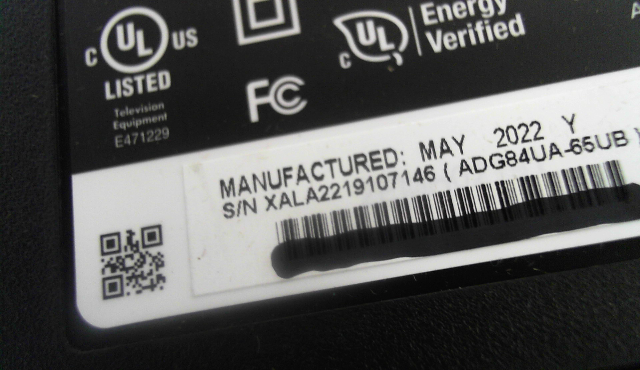 C UL US
LISTED
Television
Equipment
E471229
FC
C UL
Energy
Verified
MANUFACTURED: MAY 2022 Y
S/N XALA2219107146 ( ADG84UA-65UB )